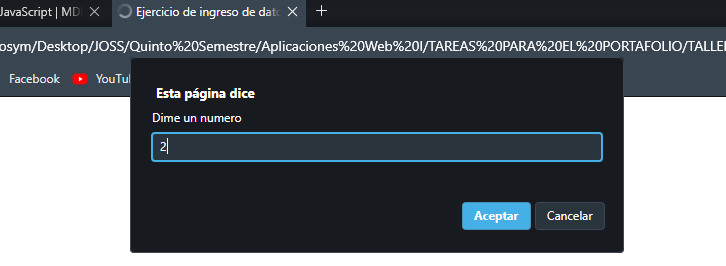 JavaScript | MD
Ejercicio de ingreso de dato
osym/Desktop/JOSS/Quinto%20Semestre/Aplicaciones%20Web%20I/TAREAS%20PARA%20EL%20PORTAFOLIO/TALLE
Facebook
YouTu
Esta página dice
Dime un numero
2
Aceptar
Cancelar